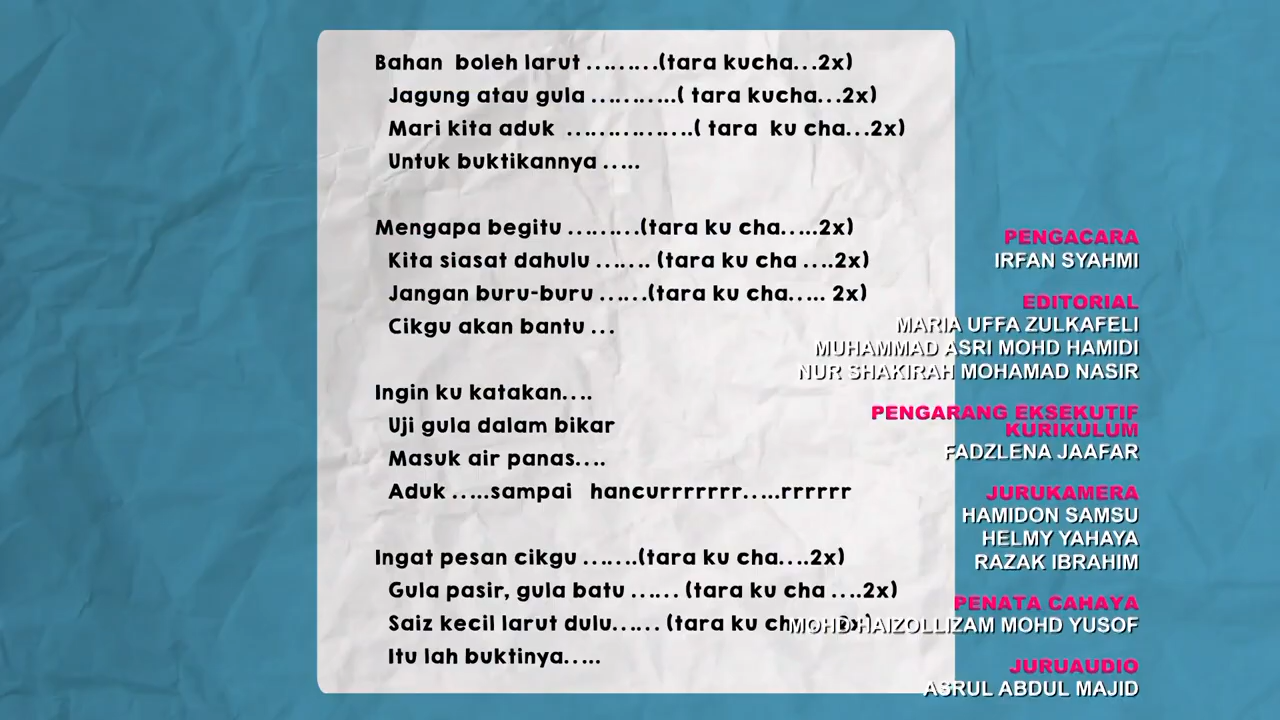 Bahan boleh larut .........(tara kucha...2x)
Jagung atau gula ...........( tara kucha...2x)
Mari kita aduk ................( tara ku cha...2x)
Untuk buktikannya .....
Mengapa begitu .........(tara ku cha.....2x)
Kita siasat dahulu ....... (tara ku cha ....2x)
Jangan buru-buru ......(tara ku cha..... 2x)
Cikgu akan bantu ...
Ingin ku katakan....
Uji gula dalam bikar
Masuk air panas....
Aduk .....sampai hancurrrrrrr.....rrrrrr
Ingat pesan cikgu .......(tara ku cha....2x)
Gula pasir, gula batu ...... (tara ku cha ....2x)
Saiz kecil larut dulu...... (tara ku
Itu lah buktinya.....
PENGACARA
IRFAN SYAHMI
EDITORIAL
MARIA UFFA ZULKAFELI
MUHAMMAD ASRI MOHD HAMIDI
NUR SHAKIRAH MOHAMAD NASIR
PENGARANG EKSEKUTIF
KURIKULUM
FADZLENA JAAFAR
JURUKAMERA
HAMIDON SAMSU
HELMY YAHAYA
RAZAK IBRAHIM
PENATA CAHAYA
MOHD HAIZOLLIZAM MOHD YUSOF
JURUAUDIO
ASRUL ABDUL MAJID